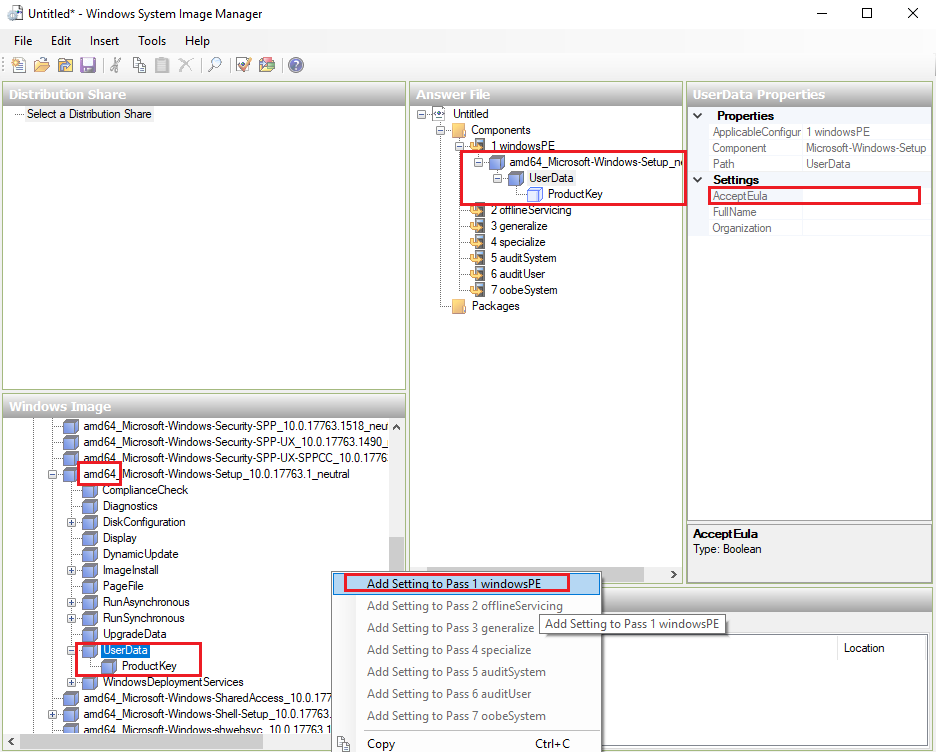 Untitled* - Windows System Image Manager
File Edit Insert Tools Help
Distribution Share
Select a Distribution Share
Answer File
Untitled
Components
1 windowsPE
amd64_Microsoft-Windows-Setup_ne
UserData
ProductKey
2 offlineServicing
3 generalize
4 specialize
5 auditSystem
6 auditUser
7 oobeSystem
Packages
UserData Properties
Properties
ApplicableConfigur 1 windowsPE
Component Microsoft-Windows-Setup
Path UserData
Settings
AcceptEula
FullName
Organization
AcceptEula
Type: Boolean
Windows Image
amd64_Microsoft-Windows-Security-SPP_10.0.17763.1518_neut
amd64_Microsoft-Windows-Security-SPP-UX_10.0.17763.1490_
amd64_Microsoft-Windows-Security-SPP-UX-SPPCC_10.0.17763
amd64_Microsoft-Windows-Setup_10.0.17763.1_neutral
ComplianceCheck
Diagnostics
DiskConfiguration
Display
DynamicUpdate
ImageInstall
PageFile
RunAsynchronous
RunSynchronous
UpgradeData
UserData
ProductKey
WindowsDeploymentServices
amd64_Microsoft-Windows-SharedAccess_10.0.177
amd64_Microsoft-Windows-Shell-Setup_10.0.17763.
amd64_Microsoft-Windows-shwebsvc_10.0.17763.1
Add Setting to Pass 1 windowsPE
Add Setting to Pass 2 offlineServicing
Add Setting to Pass 3 generalize
Add Setting to Pass 4 specialize
Add Setting to Pass 5 auditSystem
Add Setting to Pass 6 auditUser
Add Setting to Pass 7 oobeSystem
Copy Ctrl+C
Add Setting to Pass 1 windowsPE
Location